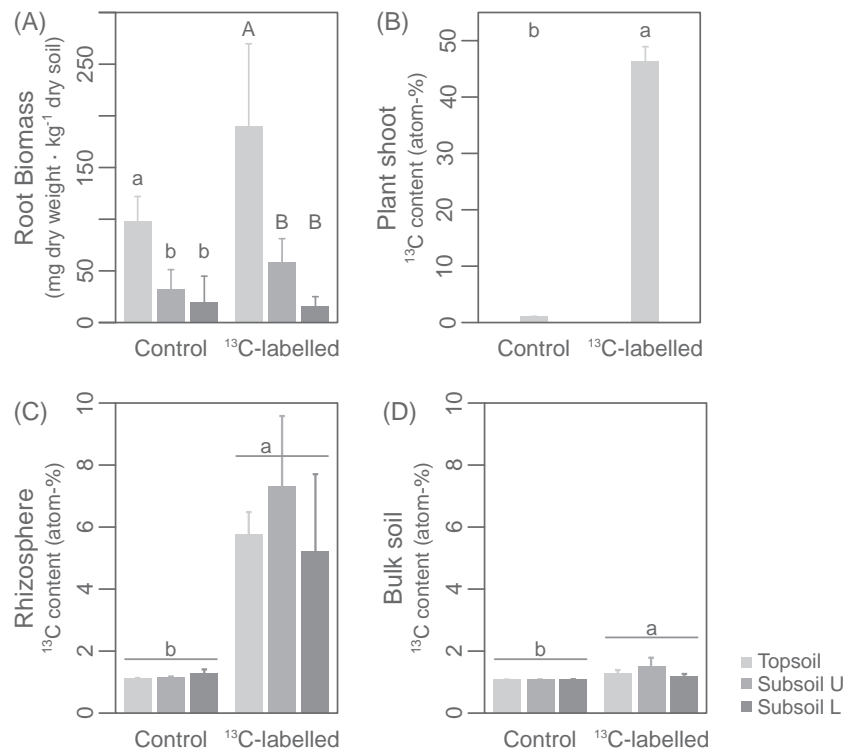 (A)
Root Biomass
(mg dry weight · kg⁻¹ dry soil)
250
150
50
0
a
b
b
A
B
B
Control
¹³C-labelled
(B)
Plant shoot
¹³C content (atom-%)
50
40
30
20
10
0
b
a
Control
¹³C-labelled
(C)
Rhizosphere
¹³C content (atom-%)
10
8
6
4
2
0
b
a
Control
¹³C-labelled
(D)
Bulk soil
¹³C content (atom-%)
10
8
6
4
2
0
b
a
Control
¹³C-labelled
Topsoil
Subsoil U
Subsoil L